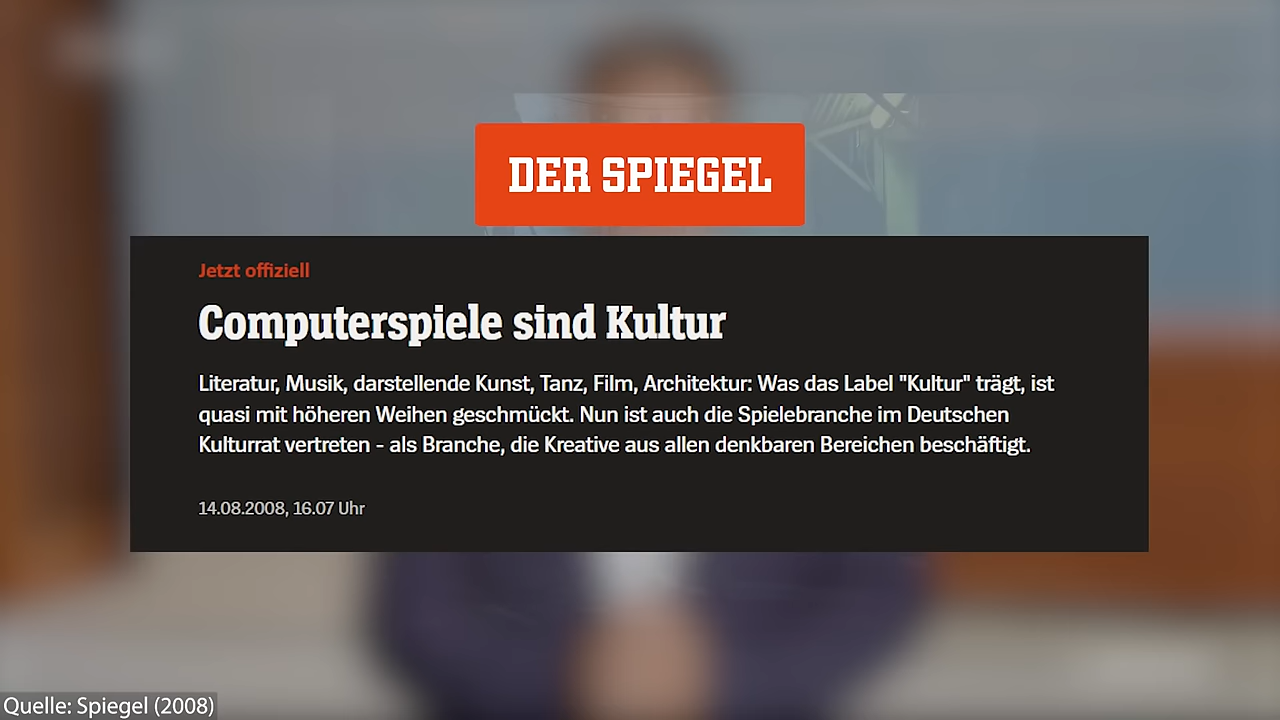 DER SPIEGEL
Jetzt offiziell
Computerspiele sind Kultur
Literatur, Musik, darstellende Kunst, Tanz, Film, Architektur: Was das Label "Kultur" trägt, ist
quasi mit höheren Weihen geschmückt. Nun ist auch die Spielebranche im Deutschen
Kulturrat vertreten - als Branche, die Kreative aus allen denkbaren Bereichen beschäftigt.
14.08.2008, 16.07 Uhr
Quelle: Spiegel (2008)